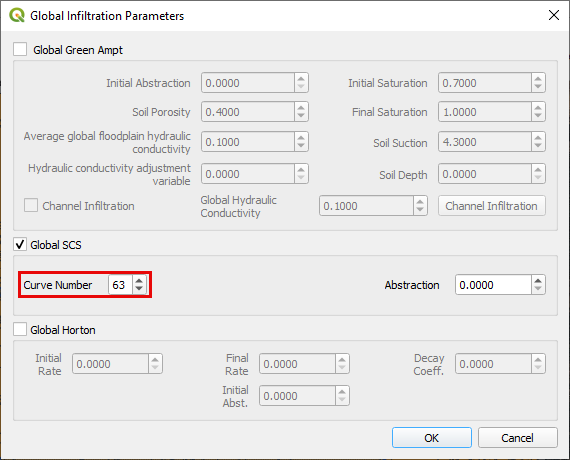 Global Infiltration Parameters
Global Green Ampt
Initial Abstraction 0.0000 Initial Saturation 0.7000
Soil Porosity 0.4000 Final Saturation 1.0000
Average global floodplain hydraulic
conductivity 0.1000 Soil Suction 4.3000
Hydraulic conductivity adjustment
variable 0.0000 Soil Depth 0.0000
Channel Infiltration Global Hydraulic
Conductivity 0.1000 Channel Infiltration
Global SCS
Curve Number 63 Abstraction 0.0000
Global Horton
Initial
Rate 0.0000 Final
Rate 0.0000 Decay
Coeff. 0.0000
Initial
Abst. 0.0000
OK Cancel